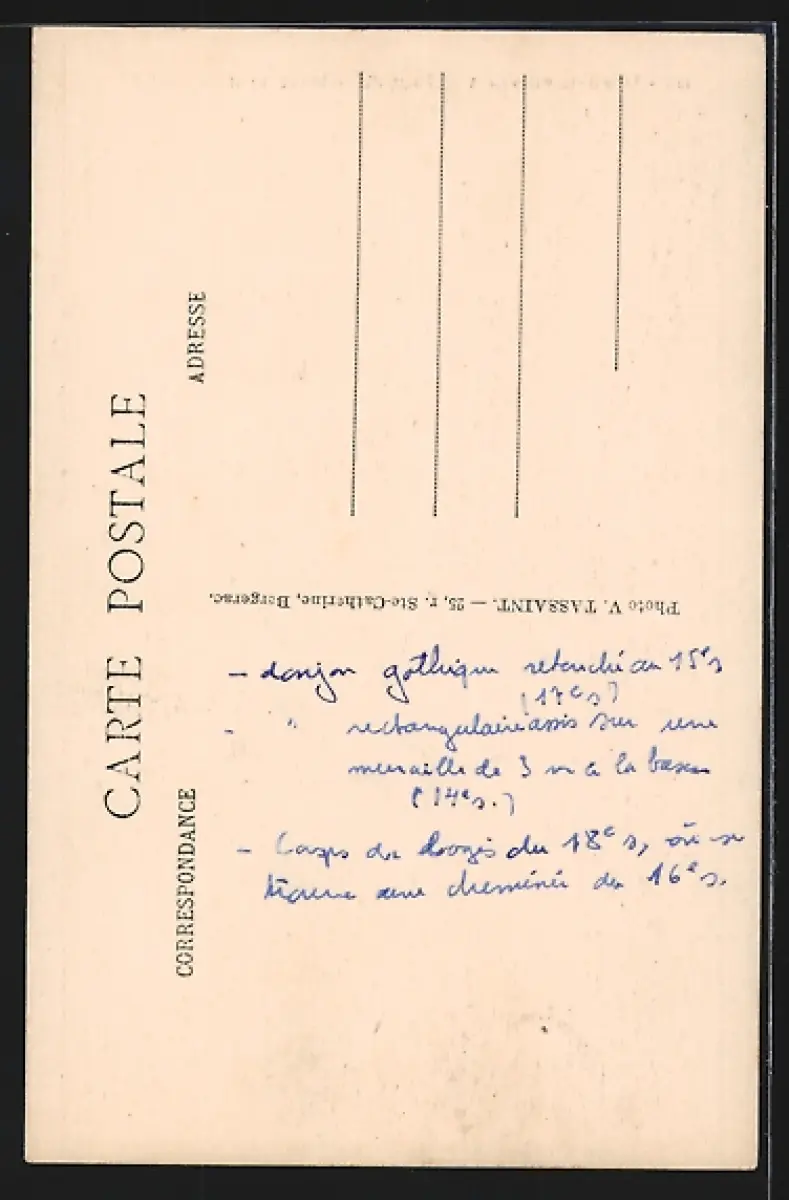 CARTE POSTALE
CORRESPONDANCE
ADRESSE
Photo V. TASSAINT. — 25, r. Ste-Catherine, Bergerac.
- donjon gothique retouché au 15e s
(17e s)
- " rectangulaire assis sur une
muraille de 3 m à la base
(14e s.)
- Corps de logis du 18e s, où se
trouve une cheminée du 16e s.